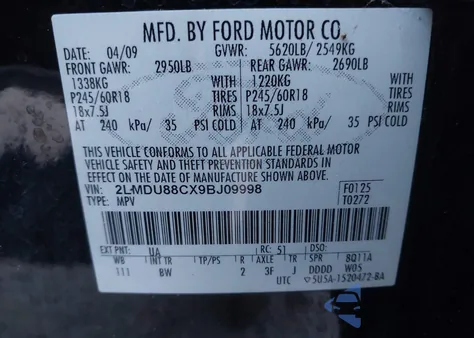 MFD. BY FORD MOTOR CO.
DATE: 04/09 GVWR: 5620LB/ 2549KG
FRONT GAWR: 2950LB REAR GAWR: 2690LB
1338KG WITH 1220KG WITH
P245/60R18 TIRES P245/60R18 TIRES
18x7.5J RIMS 18x7.5J RIMS
AT 240 kPa/ 35 PSI COLD AT 240 kPa/ 35 PSI COLD
THIS VEHICLE CONFORMS TO ALL APPLICABLE FEDERAL MOTOR
VEHICLE SAFETY AND THEFT PREVENTION STANDARDS IN
EFFECT ON THE DATE OF MANUFACTURE SHOWN ABOVE.
VIN: 2LMDU88CX9BJ09998 F0125
TYPE: MPV T0272
EXT PNT: UA RC: 51 DSO:
WB INT TR TP/PS R AXLE TR SPR BQ11A
111 BW 2 3F J DDDD W05
UTC 5U5A-1520472-BA